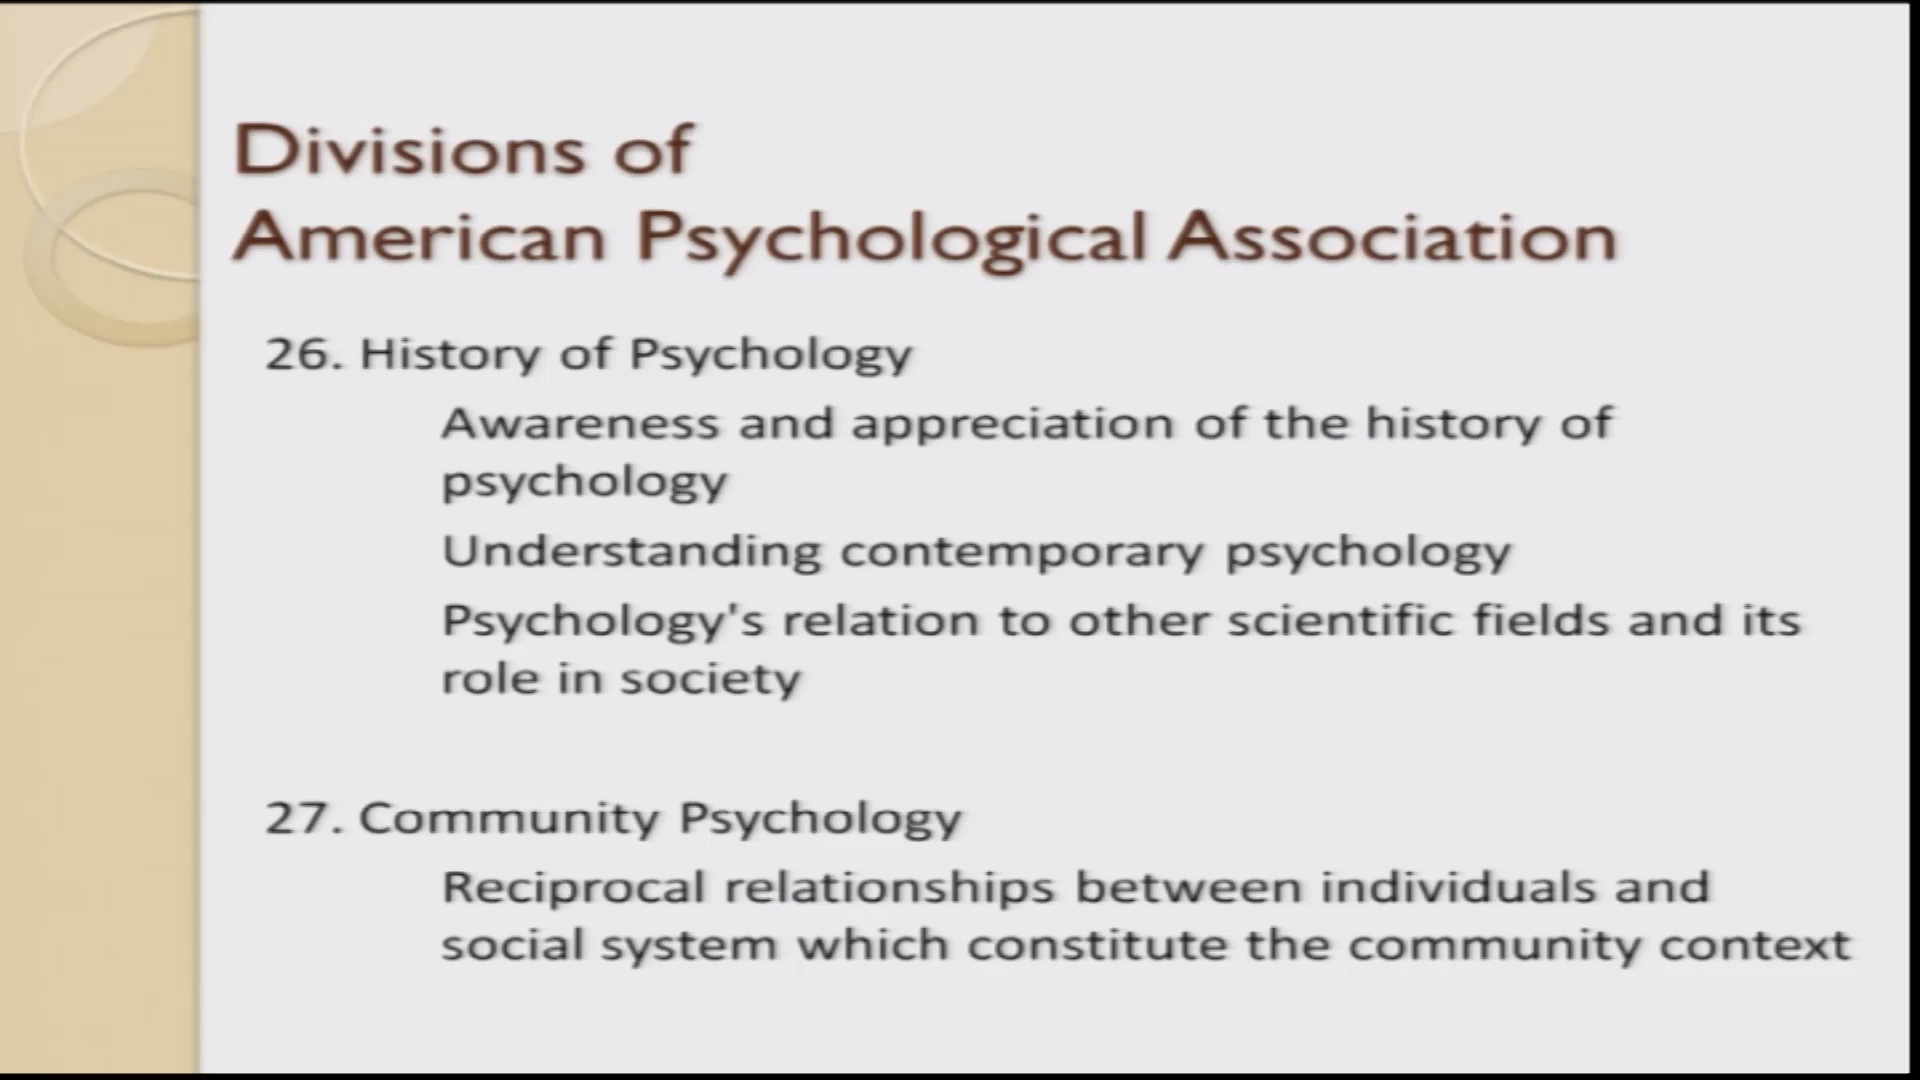 Divisions of
American Psychological Association
26. History of Psychology
Awareness and appreciation of the history of
psychology
Understanding contemporary psychology
Psychology's relation to other scientific fields and its
role in society
27. Community Psychology
Reciprocal relationships between individuals and
social system which constitute the community context